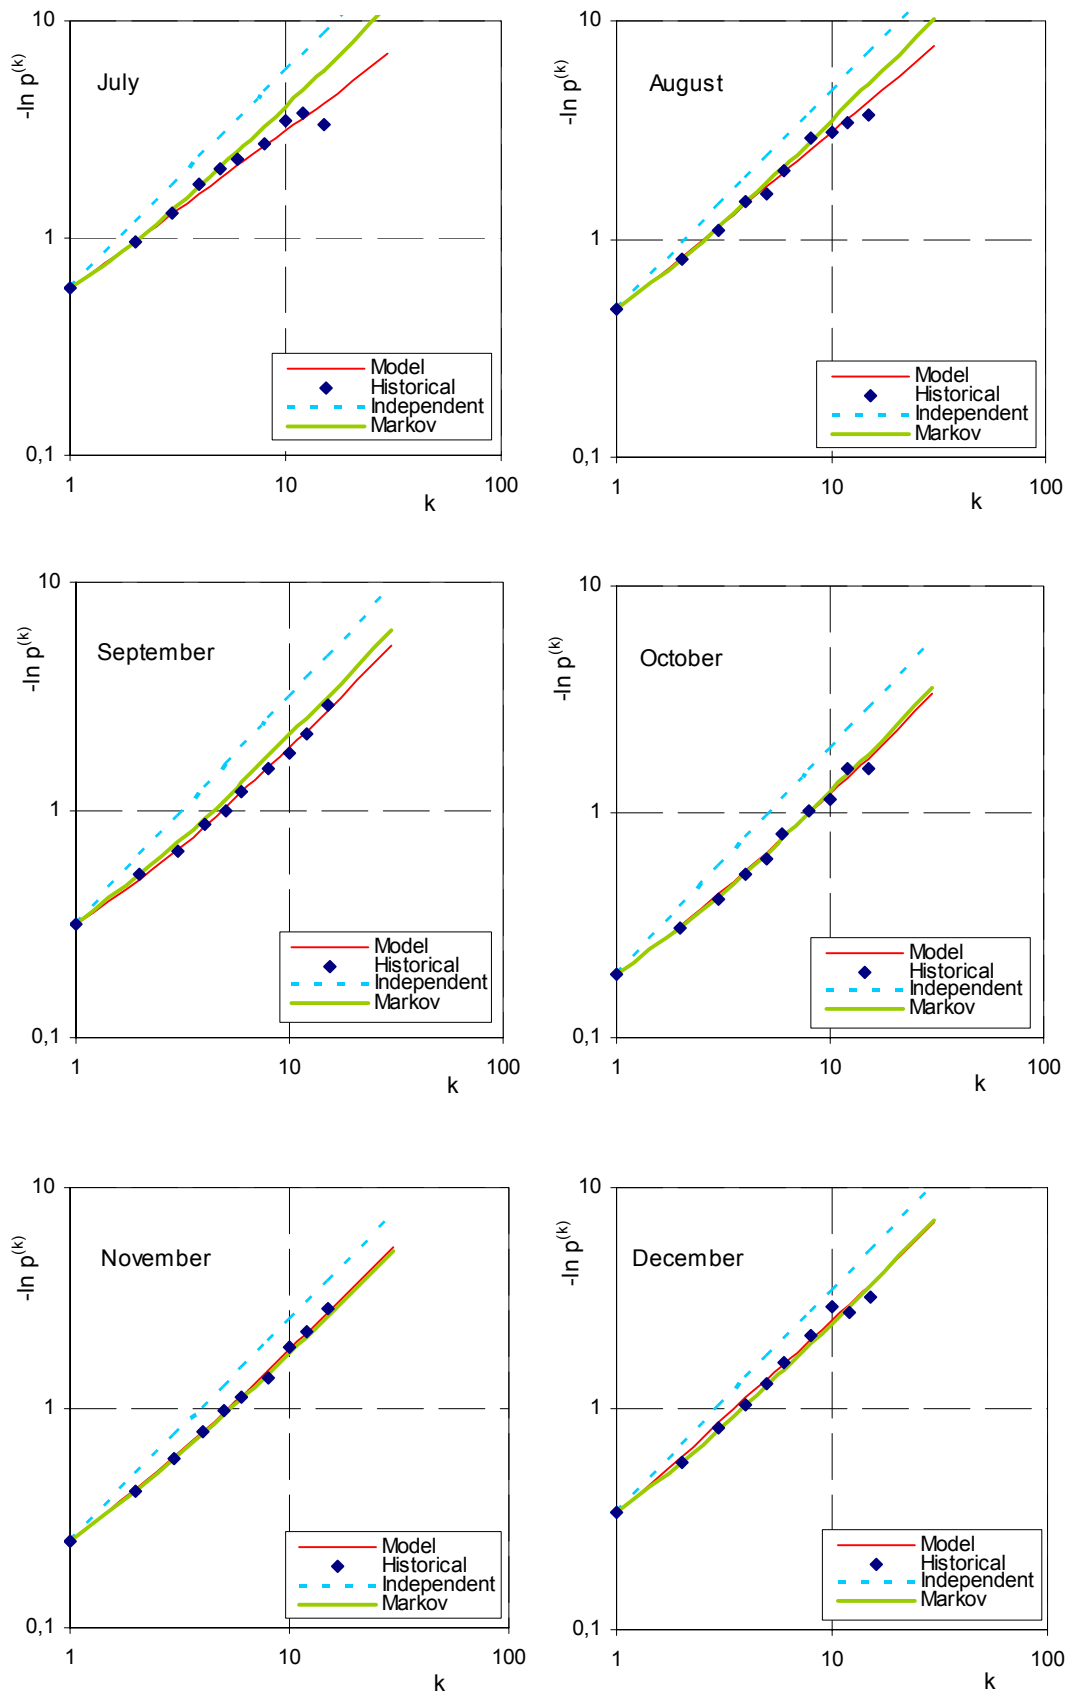 10
July
-ln p(k)
1
0,1
1
10
100
k
Model
Historical
Independent
Markov
10
August
-ln p(k)
1
0,1
1
10
100
k
Model
Historical
Independent
Markov
10
September
-ln p(k)
1
0,1
1
10
100
k
Model
Historical
Independent
Markov
10
October
-ln p(k)
1
0,1
1
10
100
k
Model
Historical
Independent
Markov
10
November
-ln p(k)
1
0,1
1
10
100
k
Model
Historical
Independent
Markov
10
December
-ln p(k)
1
0,1
1
10
100
k
Model
Historical
Independent
Markov